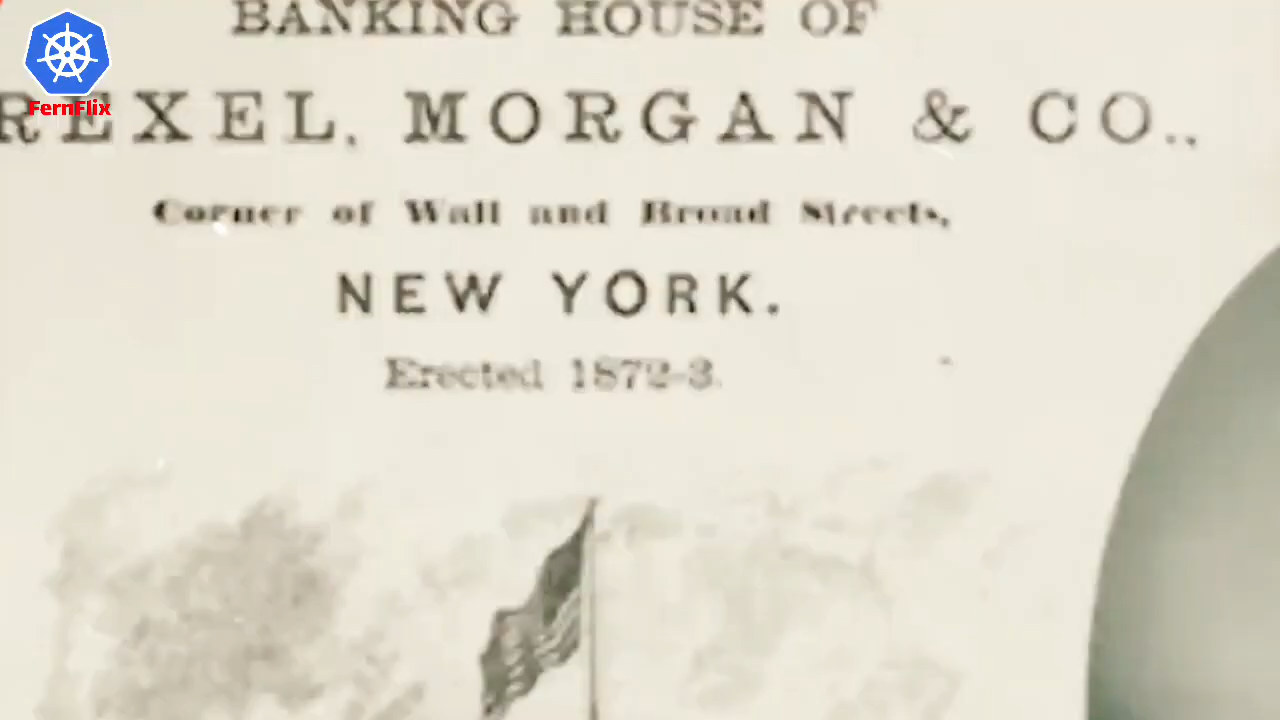 BANKING HOUSE OF
FernFlix
REXEL, MORGAN & CO.,
Corner of Wall and Broad Streets,
NEW YORK.
Erected 1872-3.